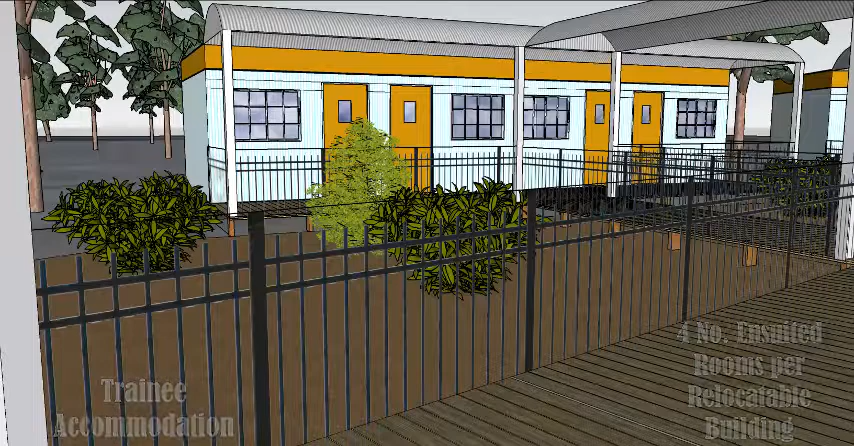 Trainee
Accommodation
4 No. Ensuited
Rooms per
Relocatable
Building